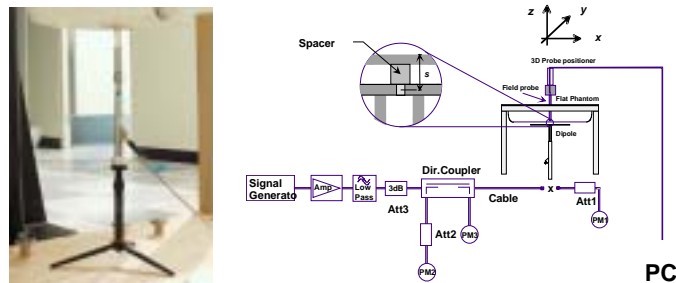 z
y
x
Spacer
s
3D Probe positioner
Field probe
Flat Phantom
Dipole
Dir.Coupler
Signal
Generato
Amp
Low
Pass
3dB
Cable
x
Att1
Att3
PM1
Att2
PM3
PM2
PC